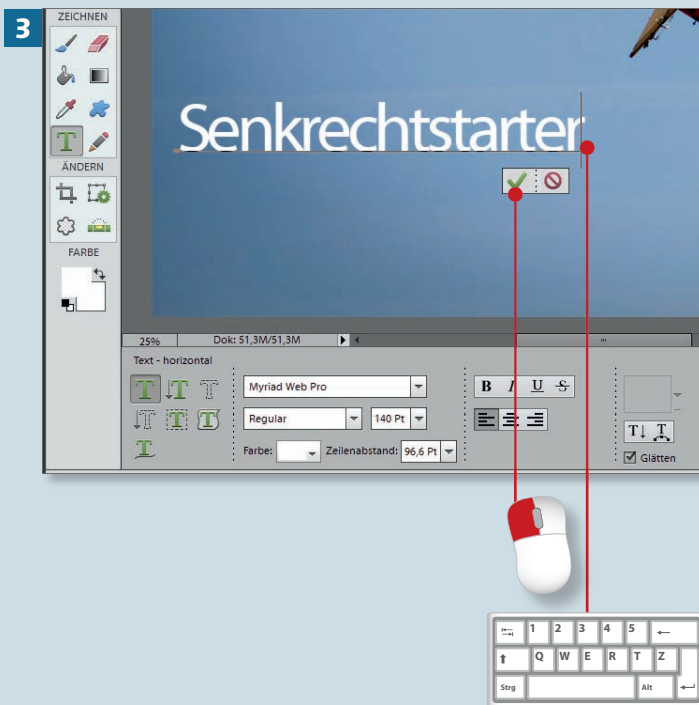 3
ZEICHNEN
T
ÄNDERN
FARBE
Senkrechtstarter
25% Dok: 51,3M/51,3M
Text - horizontal
T T T
T T T
T
Myriad Web Pro
Regular 140 Pt
Farbe: Zeilenabstand: 96,6 Pt
B I U S
T T
Glätten
1 2 3 4 5
Q W E R T Z
Strg Alt